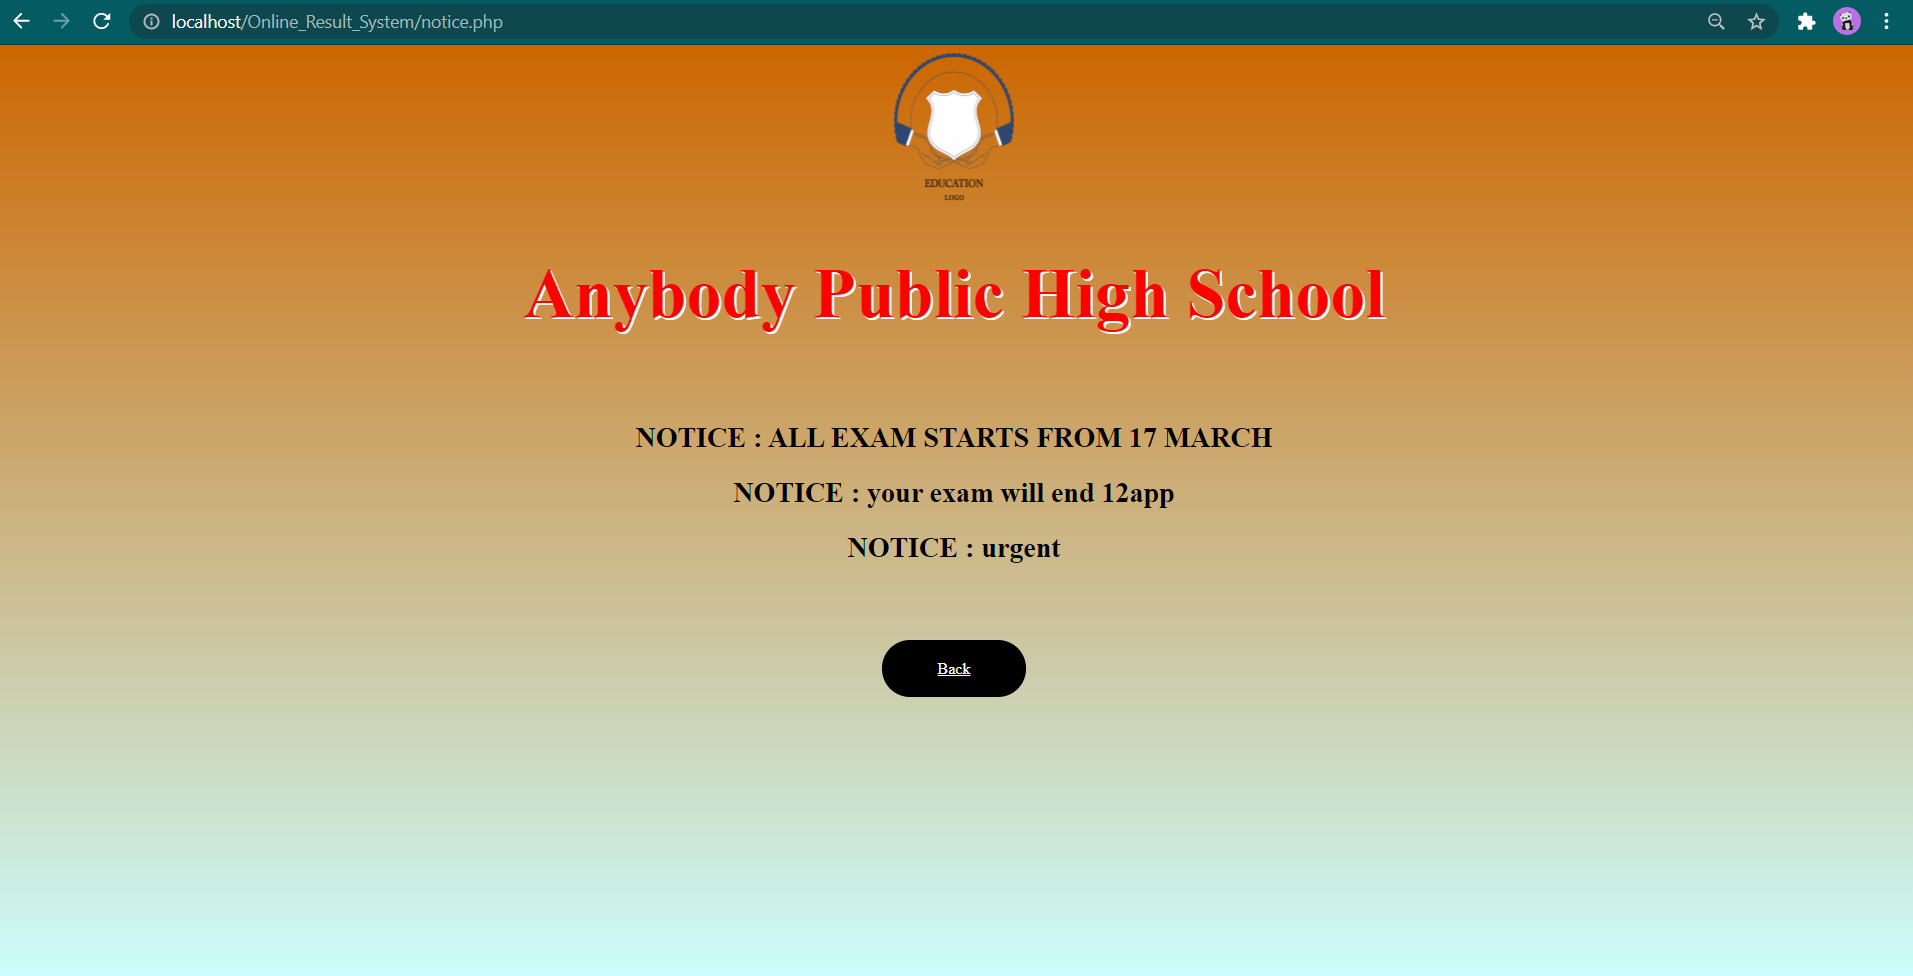 localhost/Online_Result_System/notice.php
EDUCATION
LOGO
Anybody Public High School
NOTICE : ALL EXAM STARTS FROM 17 MARCH
NOTICE : your exam will end 12app
NOTICE : urgent
Back